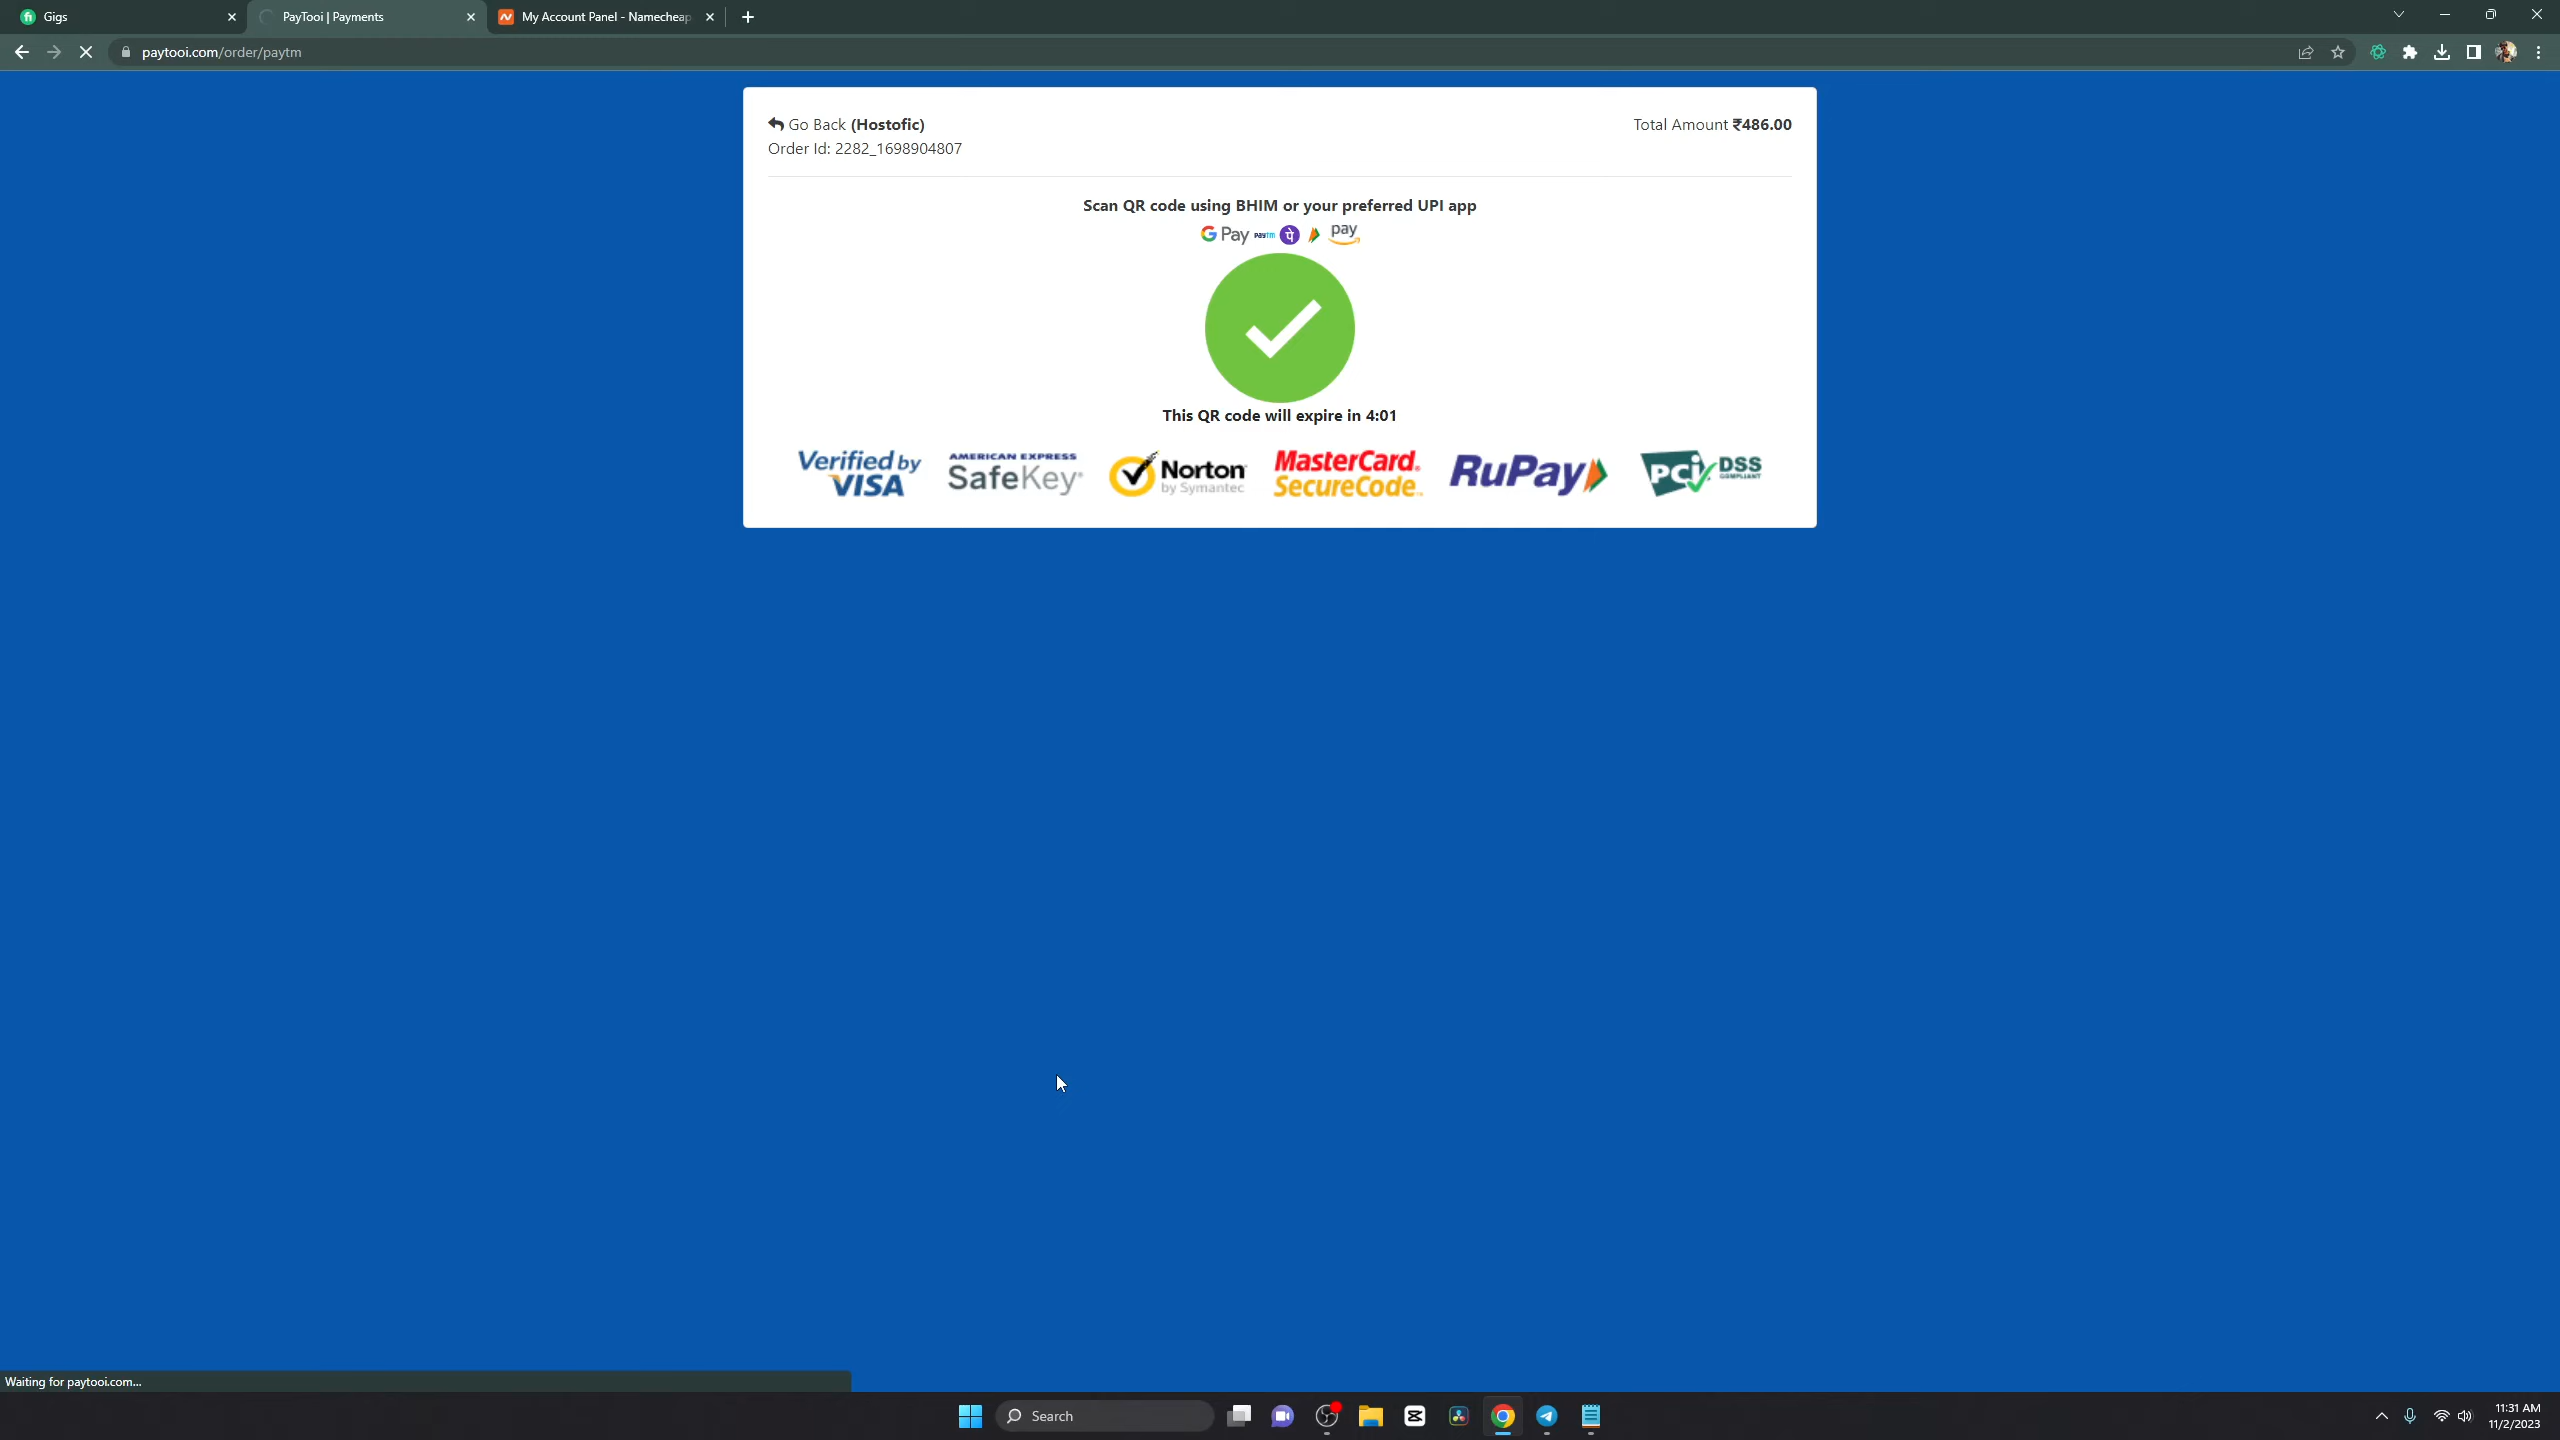 Gigs
PayTooi | Payments
My Account Panel - Namecheap
paytooi.com/order/paytm
Go Back (Hostofic)
Total Amount ₹486.00
Order Id: 2282_1698904807
Scan QR code using BHIM or your preferred UPI app
G Pay paytm पे pay
This QR code will expire in 4:01
Verified by VISA
AMERICAN EXPRESS SafeKey
Norton by Symantec
MasterCard. SecureCode.
RuPay
PCI DSS COMPLIANT
Waiting for paytooi.com...
Search
11:31 AM
11/2/2023